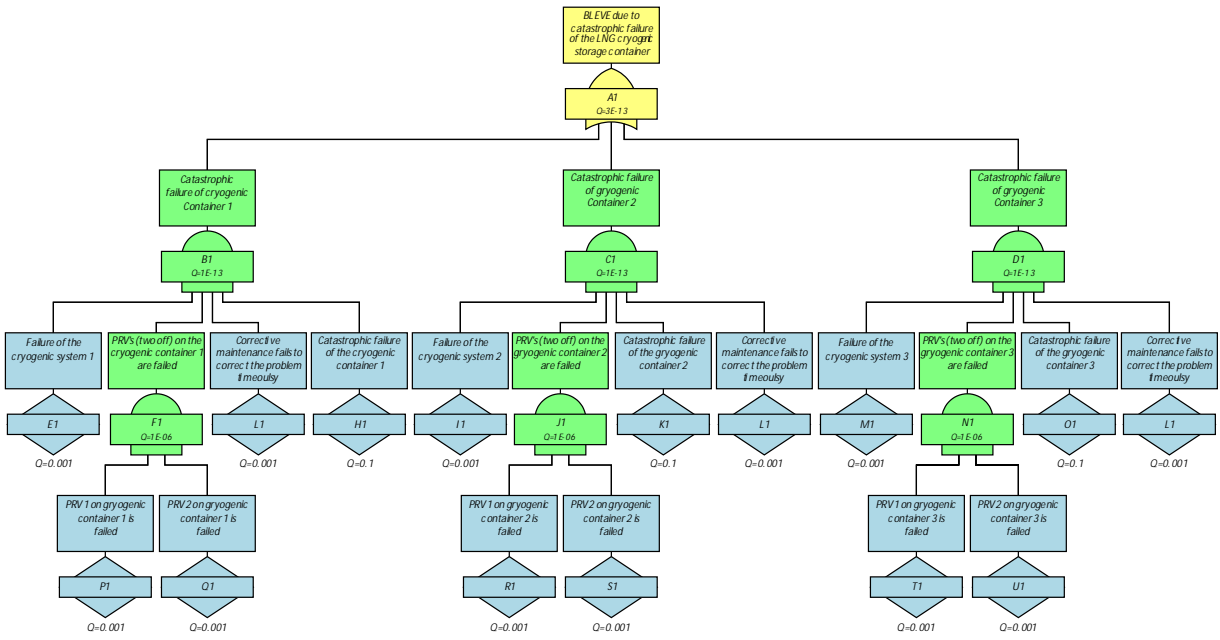 BLEVE due to
catastrophic failure
of the LNG cryogenic
storage container
A1
Q=3E-13
Catastrophic
failure of cryogenic
Container 1
Catastrophic failure
of gryogenic
Container 2
Catastrophic failure
of gryogenic
Container 3
B1
Q=1E-13
C1
Q=1E-13
D1
Q=1E-13
Failure of the
cryogenic system 1
PRV's (two off) on the
cryogenic container 1
are failed
Corrective
maintenance fails to
correct the problem
timeoulsy
Catastrophic failure
of the cryogenic
container 1
Failure of the
cryogenic system 2
PRV's (two off) on the
gryogenic container 2
are failed
Catastrophic failure
of the gryogenic
container 2
Corrective
maintenance fails to
correct the problem
timeoulsy
Failure of the
cryogenic system 3
PRV's (two off) on the
gryogenic container 3
are failed
Catastrophic failure
of the gryogenic
container 3
Corrective
maintenance fails to
correct the problem
timeoulsy
E1
Q=0.001
F1
Q=1E-06
L1
Q=0.001
H1
Q=0.1
I1
Q=0.001
J1
Q=1E-06
K1
Q=0.1
L1
Q=0.001
M1
Q=0.001
N1
Q=1E-06
O1
Q=0.1
L1
Q=0.001
PRV 1 on gryogenic
container 1 is
failed
PRV 2 on gryogenic
container 1 is
failed
PRV 1 on gryogenic
container 2 is
failed
PRV 2 on gryogenic
container 2 is
failed
PRV 1 on gryogenic
container 3 is
failed
PRV 2 on gryogenic
container 3 is
failed
P1
Q=0.001
Q1
Q=0.001
R1
Q=0.001
S1
Q=0.001
T1
Q=0.001
U1
Q=0.001